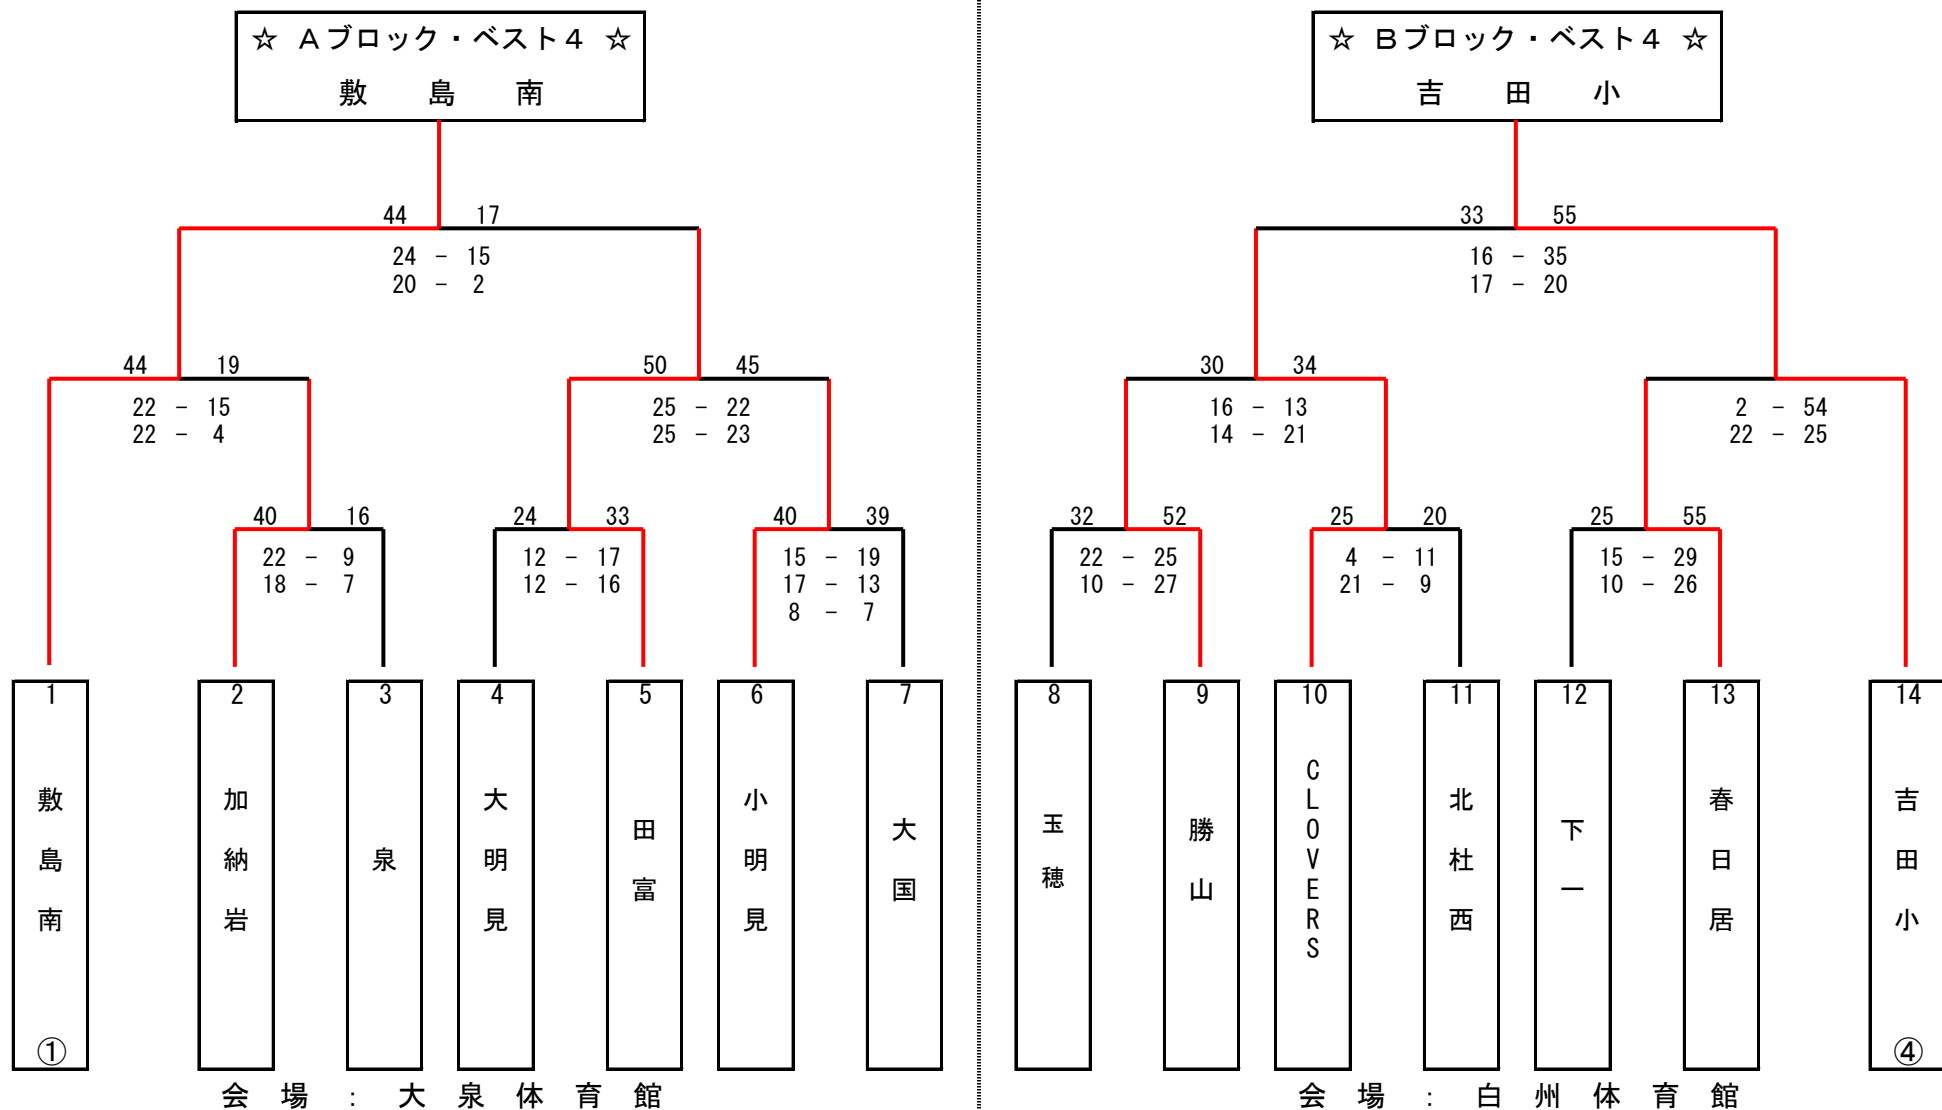 ☆ Aブロック・ベスト4 ☆
敷 島 南
44 17
24 - 15
20 - 2
44 19
22 - 15
22 - 4
50 45
25 - 22
25 - 23
40 16
22 - 9
18 - 7
24 33
12 - 17
12 - 16
40 39
15 - 19
17 - 13
8 - 7
1 敷島南 ①
2 加納岩
3 泉
4 大明見
5 田富
6 小明見
7 大国
会 場 : 大 泉 体 育 館
☆ Bブロック・ベスト4 ☆
吉 田 小
33 55
16 - 35
17 - 20
30 34
16 - 13
14 - 21
2 - 54
22 - 25
32 52
22 - 25
10 - 27
25 20
4 - 11
21 - 9
25 55
15 - 29
10 - 26
8 玉穂
9 勝山
10 CLOVERS
11 北杜西
12 下一
13 春日居
14 吉田小 ④
会 場 : 白 州 体 育 館